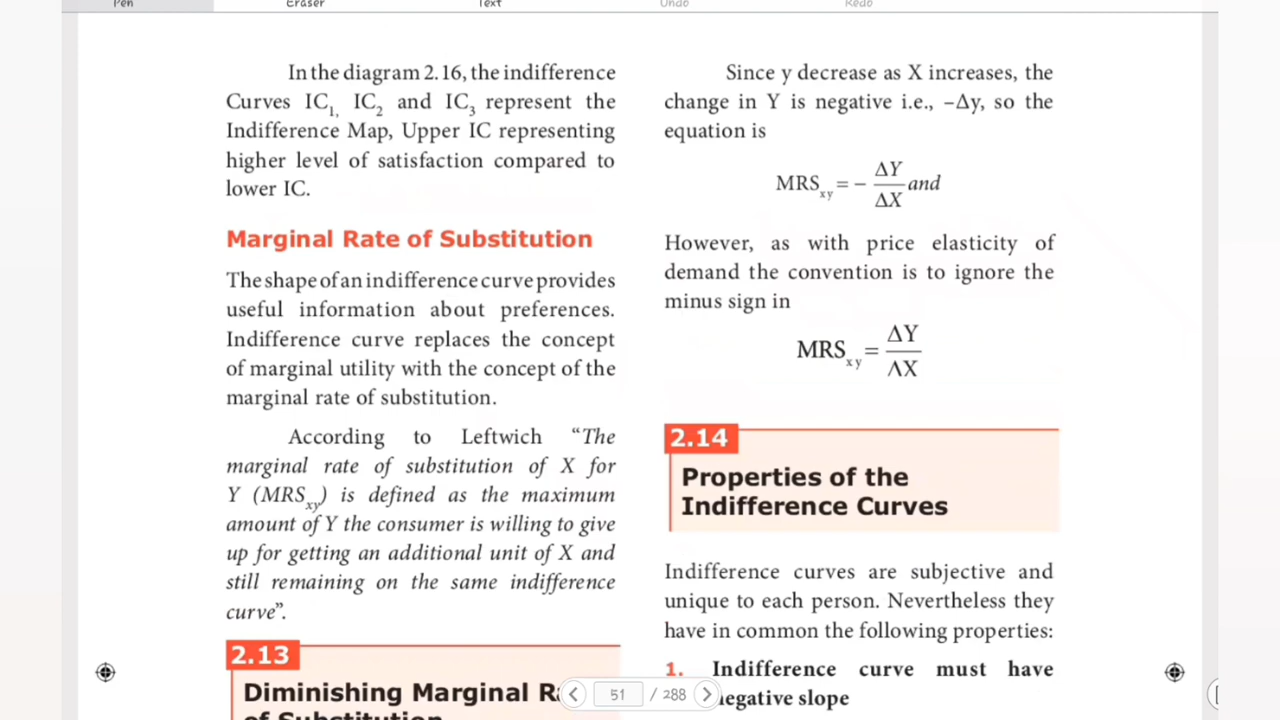 Pen
Eraser
Text
Undo
Redo
In the diagram 2.16, the indifference
Curves IC1, IC2 and IC3 represent the
Indifference Map, Upper IC representing
higher level of satisfaction compared to
lower IC.
Marginal Rate of Substitution
The shape of an indifference curve provides
useful information about preferences.
Indifference curve replaces the concept
of marginal utility with the concept of the
marginal rate of substitution.
According to Leftwich “The
marginal rate of substitution of X for
Y (MRSxy) is defined as the maximum
amount of Y the consumer is willing to give
up for getting an additional unit of X and
still remaining on the same indifference
curve”.
2.13
Diminishing Marginal
of Substitution
Since y decrease as X increases, the
change in Y is negative i.e., –Δy, so the
equation is
MRSxy = – ΔY/ΔX and
However, as with price elasticity of
demand the convention is to ignore the
minus sign in
MRSxy = ΔY/ΔX
2.14
Properties of the
Indifference Curves
Indifference curves are subjective and
unique to each person. Nevertheless they
have in common the following properties:
1. Indifference curve must have
negative slope
51 / 288